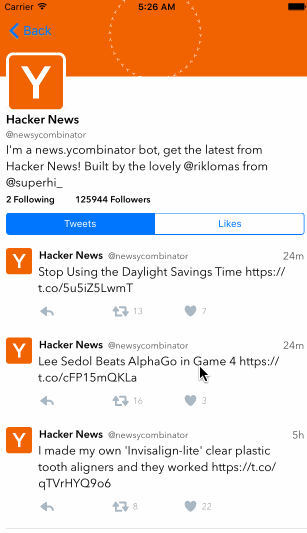 Carrier 5:26 AM
Back
Y
Hacker News
@newsycombinator
I'm a news.ycombinator bot, get the latest from
Hacker News! Built by the lovely @riklomas from
@superhi_
2 Following 125944 Followers
Tweets Likes
Y Hacker News @newsycombinator 24m
Stop Using the Daylight Savings Time https://
t.co/5u5iZ5LwmT
13 7
Y Hacker News @newsycombinator 24m
Lee Sedol Beats AlphaGo in Game 4 https://
t.co/cFP15mQKLa
16 3
Y Hacker News @newsycombinator 5h
I made my own 'Invisalign-lite' clear plastic
tooth aligners and they worked https://t.co/
qTVrHYQ9o6
8 22